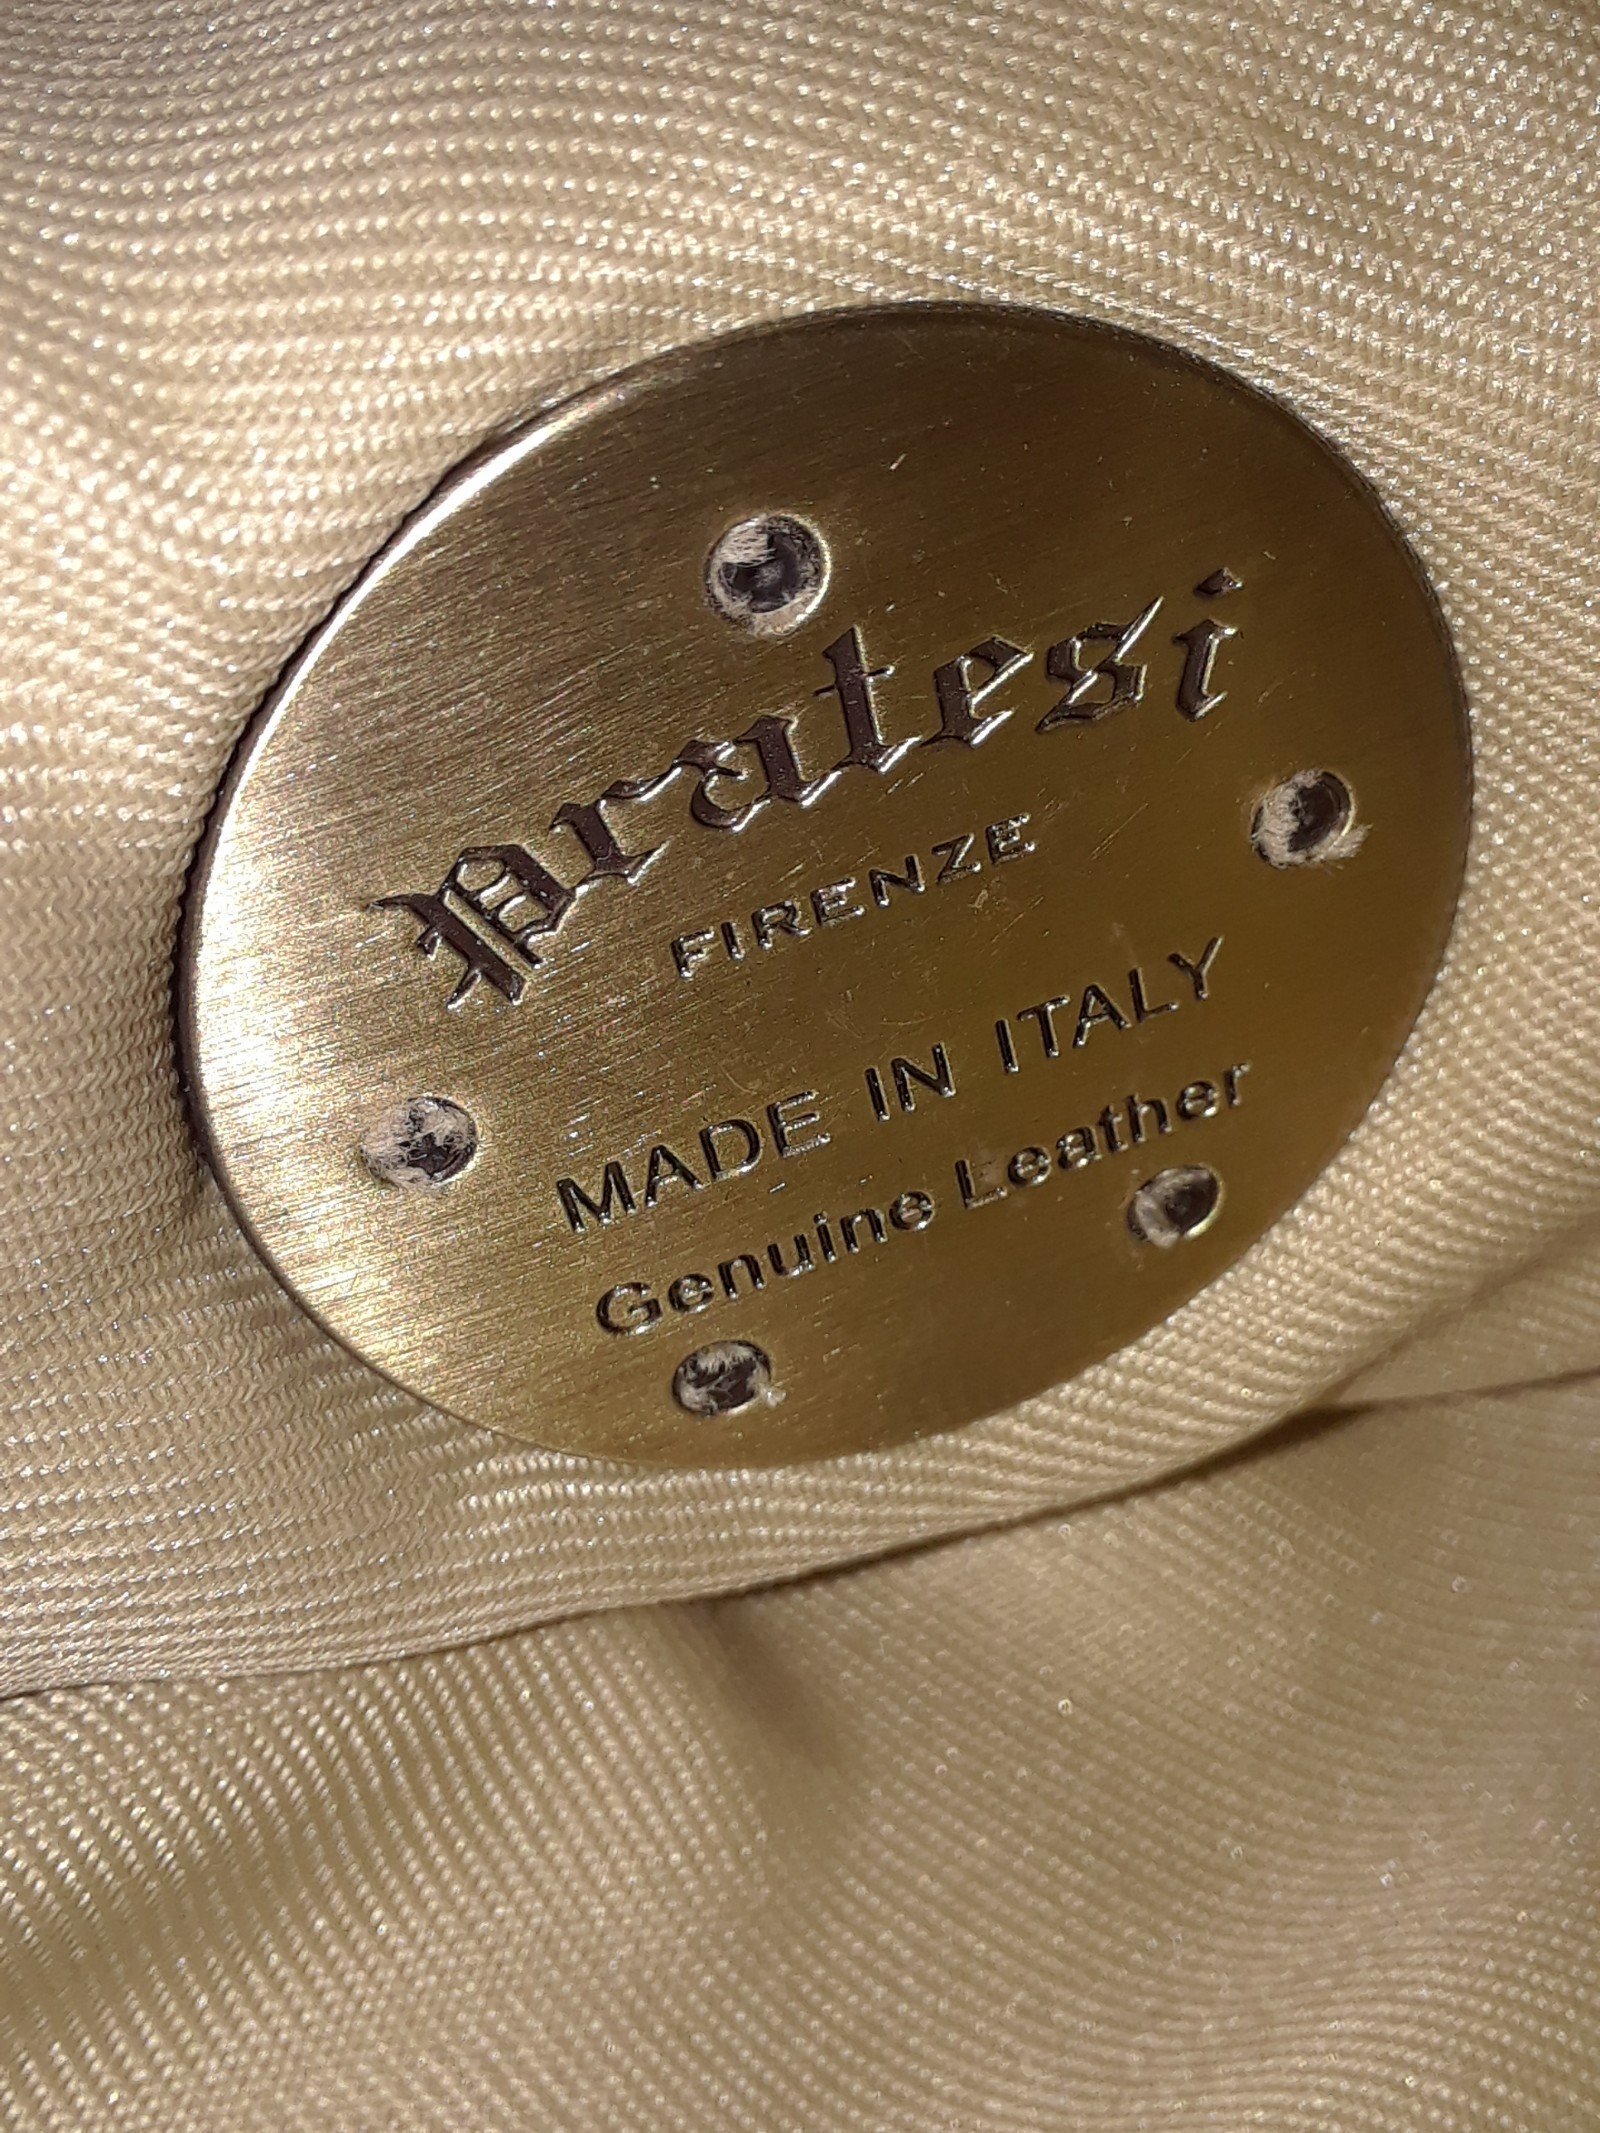 Pratesi
FIRENZE
MADE IN ITALY
Genuine Leather